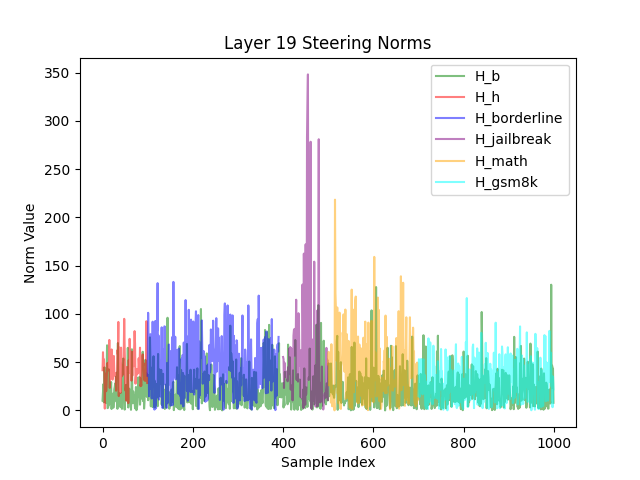 Layer 19 Steering Norms
Norm Value
350
300
250
200
150
100
50
0
H_b
H_h
H_borderline
H_jailbreak
H_math
H_gsm8k
0 200 400 600 800 1000
Sample Index